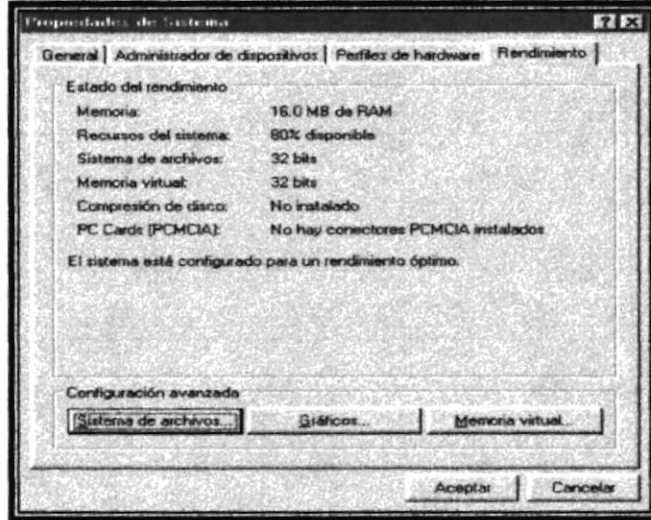 Propiedades de Sistema
General Administrador de dispositivos Perfiles de hardware Rendimiento
Estado del rendimiento
Memoria: 16.0 MB de RAM
Recursos del sistema: 80% disponible
Sistema de archivos: 32 bits
Memoria virtual: 32 bits
Compresión de disco: No instalado
PC Cards (PCMCIA): No hay conectores PCMCIA instalados
El sistema está configurado para un rendimiento óptimo.
Configuración avanzada
Sistema de archivos... Gráficos... Memoria virtual...
Aceptar Cancelar